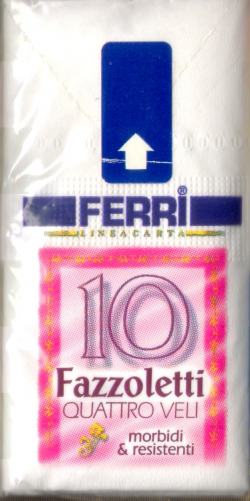 FERRI®
LINEACARTA
10
Fazzoletti
QUATTRO VELI
morbidi
& resistenti